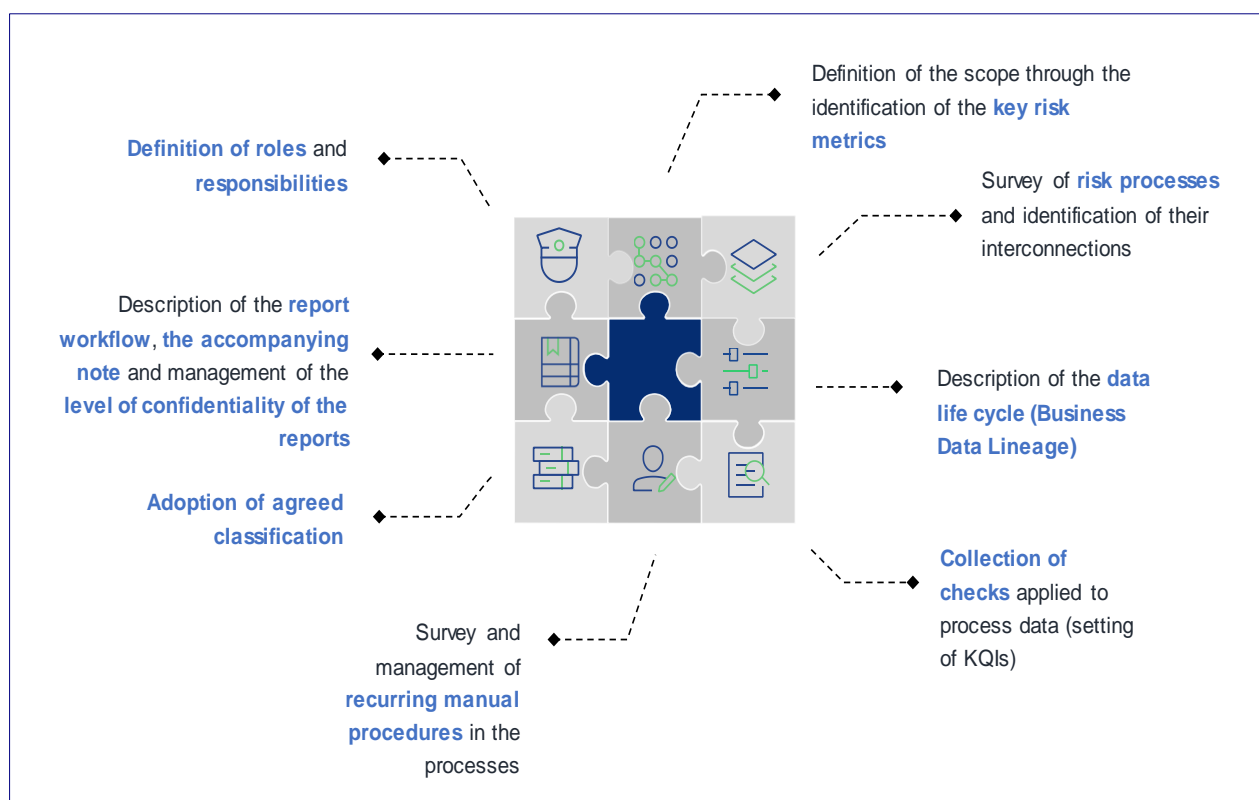 Definition of the scope through the
identification of the key risk
metrics
Definition of roles and
responsibilities
Survey of risk processes
and identification of their
interconnections
Description of the report
workflow, the accompanying
note and management of the
level of confidentiality of the
reports
Description of the data
life cycle (Business
Data Lineage)
Adoption of agreed
classification
Collection of
checks applied to
process data (setting
of KQIs)
Survey and
management of
recurring manual
procedures in the
processes